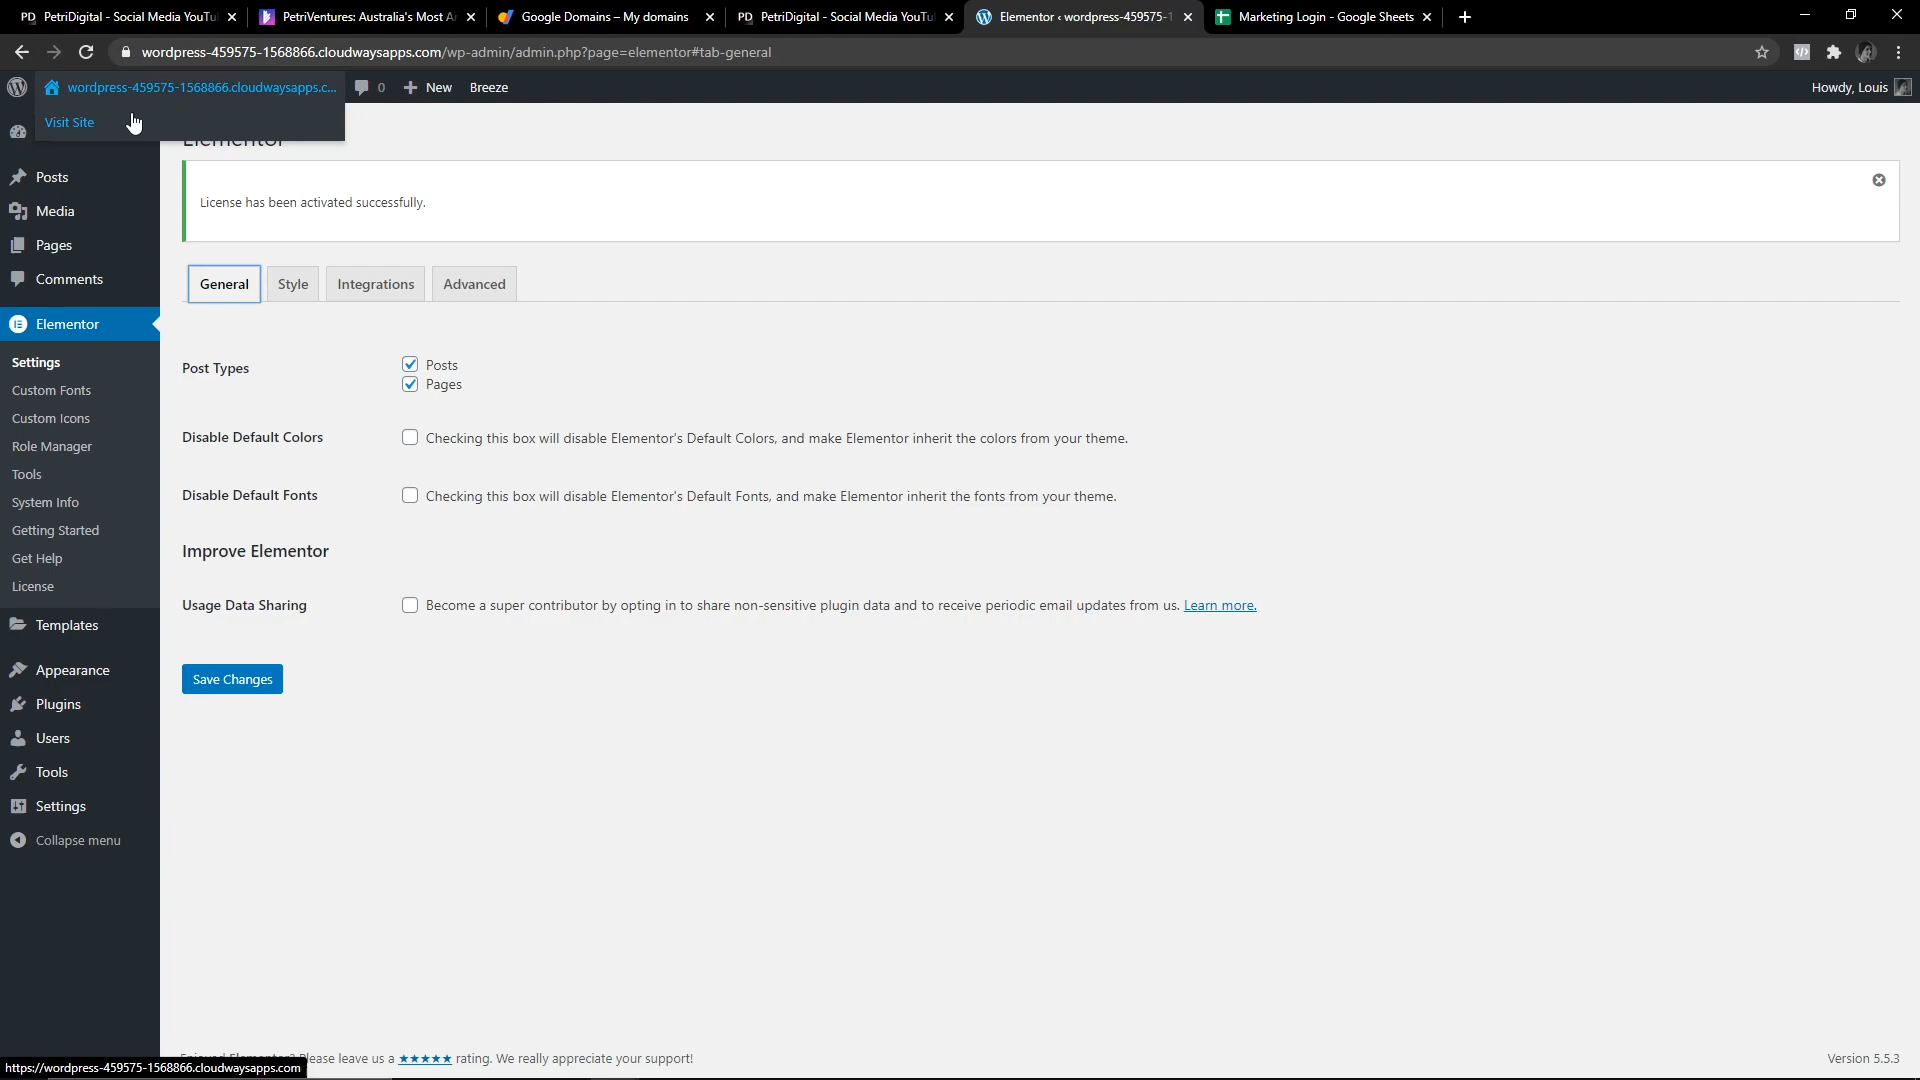 PD PetriDigital - Social Media YouTu
PetriVentures: Australia's Most A
Google Domains – My domains
PD PetriDigital - Social Media YouTu
Elementor ‹ wordpress-459575-1
Marketing Login - Google Sheets
wordpress-459575-1568866.cloudwaysapps.com/wp-admin/admin.php?page=elementor#tab-general
wordpress-459575-1568866.cloudwaysapps.c...
0
New
Breeze
Howdy, Louis
Visit Site
Elementor
Posts
Media
Pages
Comments
Elementor
Settings
Custom Fonts
Custom Icons
Role Manager
Tools
System Info
Getting Started
Get Help
License
Templates
Appearance
Plugins
Users
Tools
Settings
Collapse menu
License has been activated successfully.
General
Style
Integrations
Advanced
Post Types
Posts
Pages
Disable Default Colors
Checking this box will disable Elementor's Default Colors, and make Elementor inherit the colors from your theme.
Disable Default Fonts
Checking this box will disable Elementor's Default Fonts, and make Elementor inherit the fonts from your theme.
Improve Elementor
Usage Data Sharing
Become a super contributor by opting in to share non-sensitive plugin data and to receive periodic email updates from us. Learn more.
Save Changes
Please leave us a ★★★★★ rating. We really appreciate your support!
Version 5.5.3
https://wordpress-459575-1568866.cloudwaysapps.com